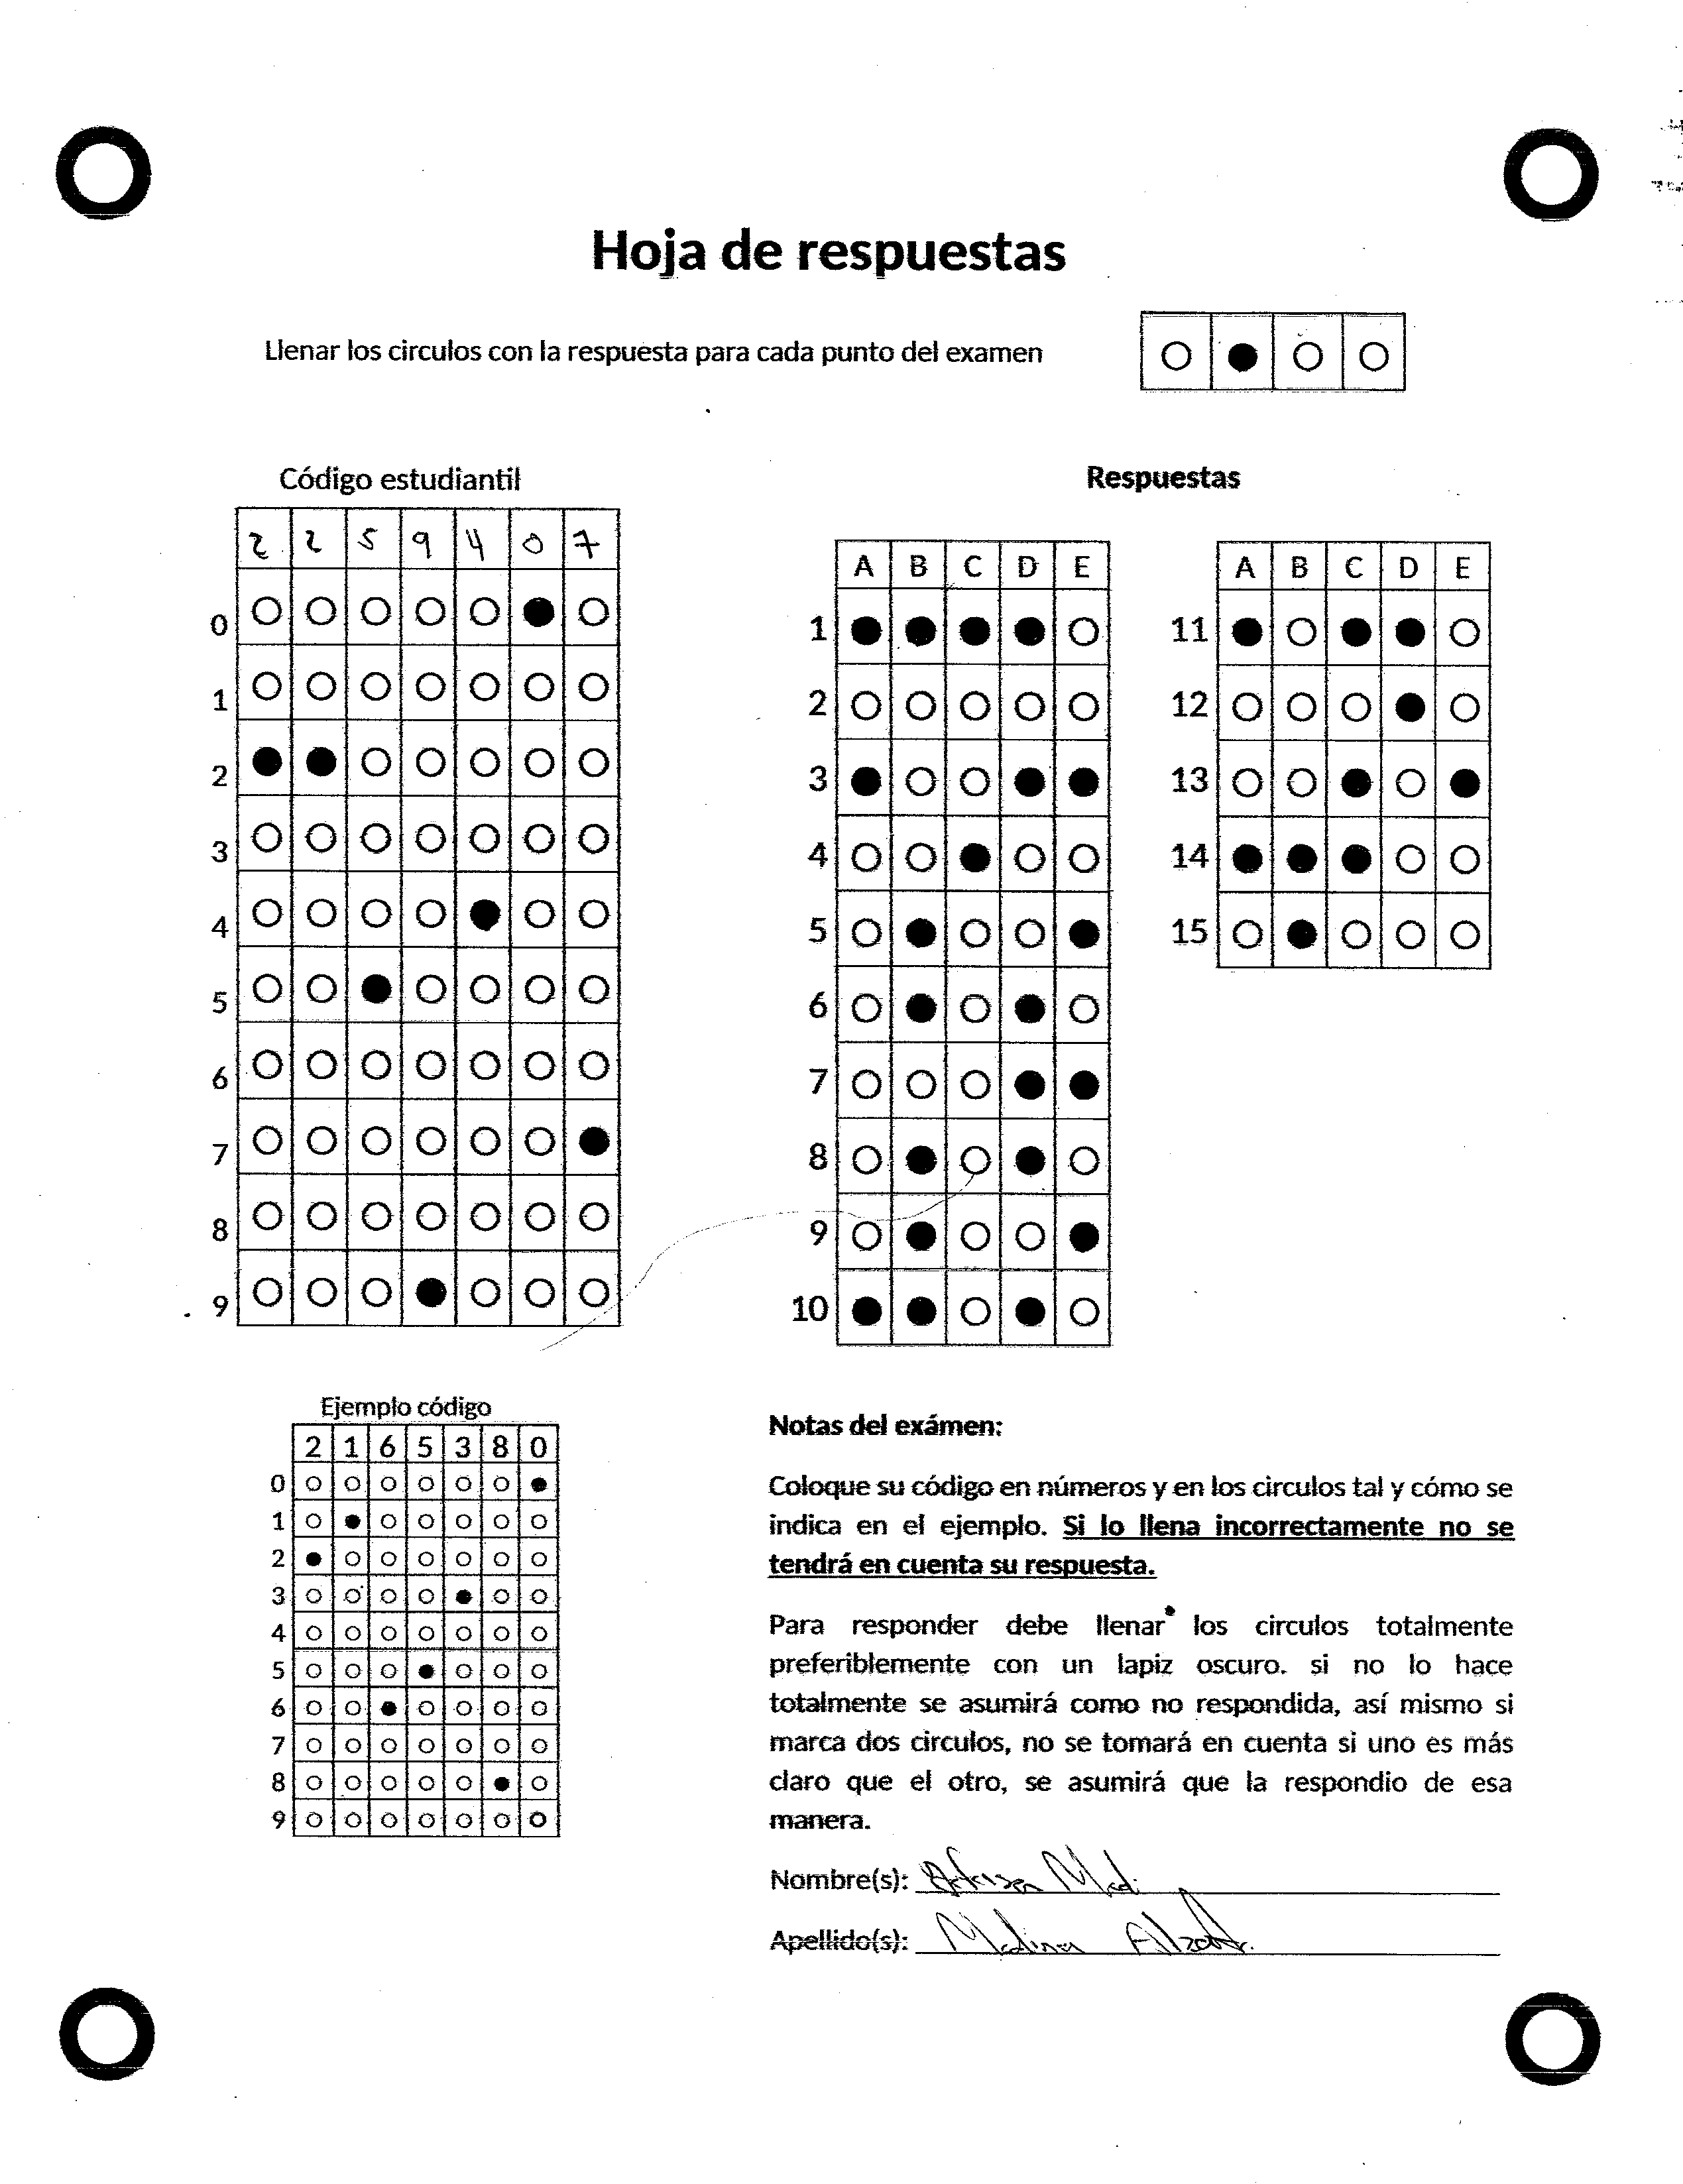 Hoja de respuestas
Llenar los circulos con la respuesta para cada punto del examen
Código estudiantil
2 2 5 9 4 0 7
0
1
2
3
4
5
6
7
8
9
Respuestas
A B C D E
1
2
3
4
5
6
7
8
9
10
A B C D E
11
12
13
14
15
Ejemplo código
2 1 6 5 3 8 0
0
1
2
3
4
5
6
7
8
9
Notas del exámen:
Coloque su código en números y en los circulos tal y cómo se
indica en el ejemplo. Si lo llena incorrectamente no se
tendrá en cuenta su respuesta.
Para responder debe llenar los circulos totalmente
preferiblemente con un lapiz oscuro. si no lo hace
totalmente se asumirá como no respondida, así mismo si
marca dos circulos, no se tomará en cuenta si uno es más
claro que el otro, se asumirá que la respondio de esa
manera.
Nombre(s):
Apellido(s): Medina